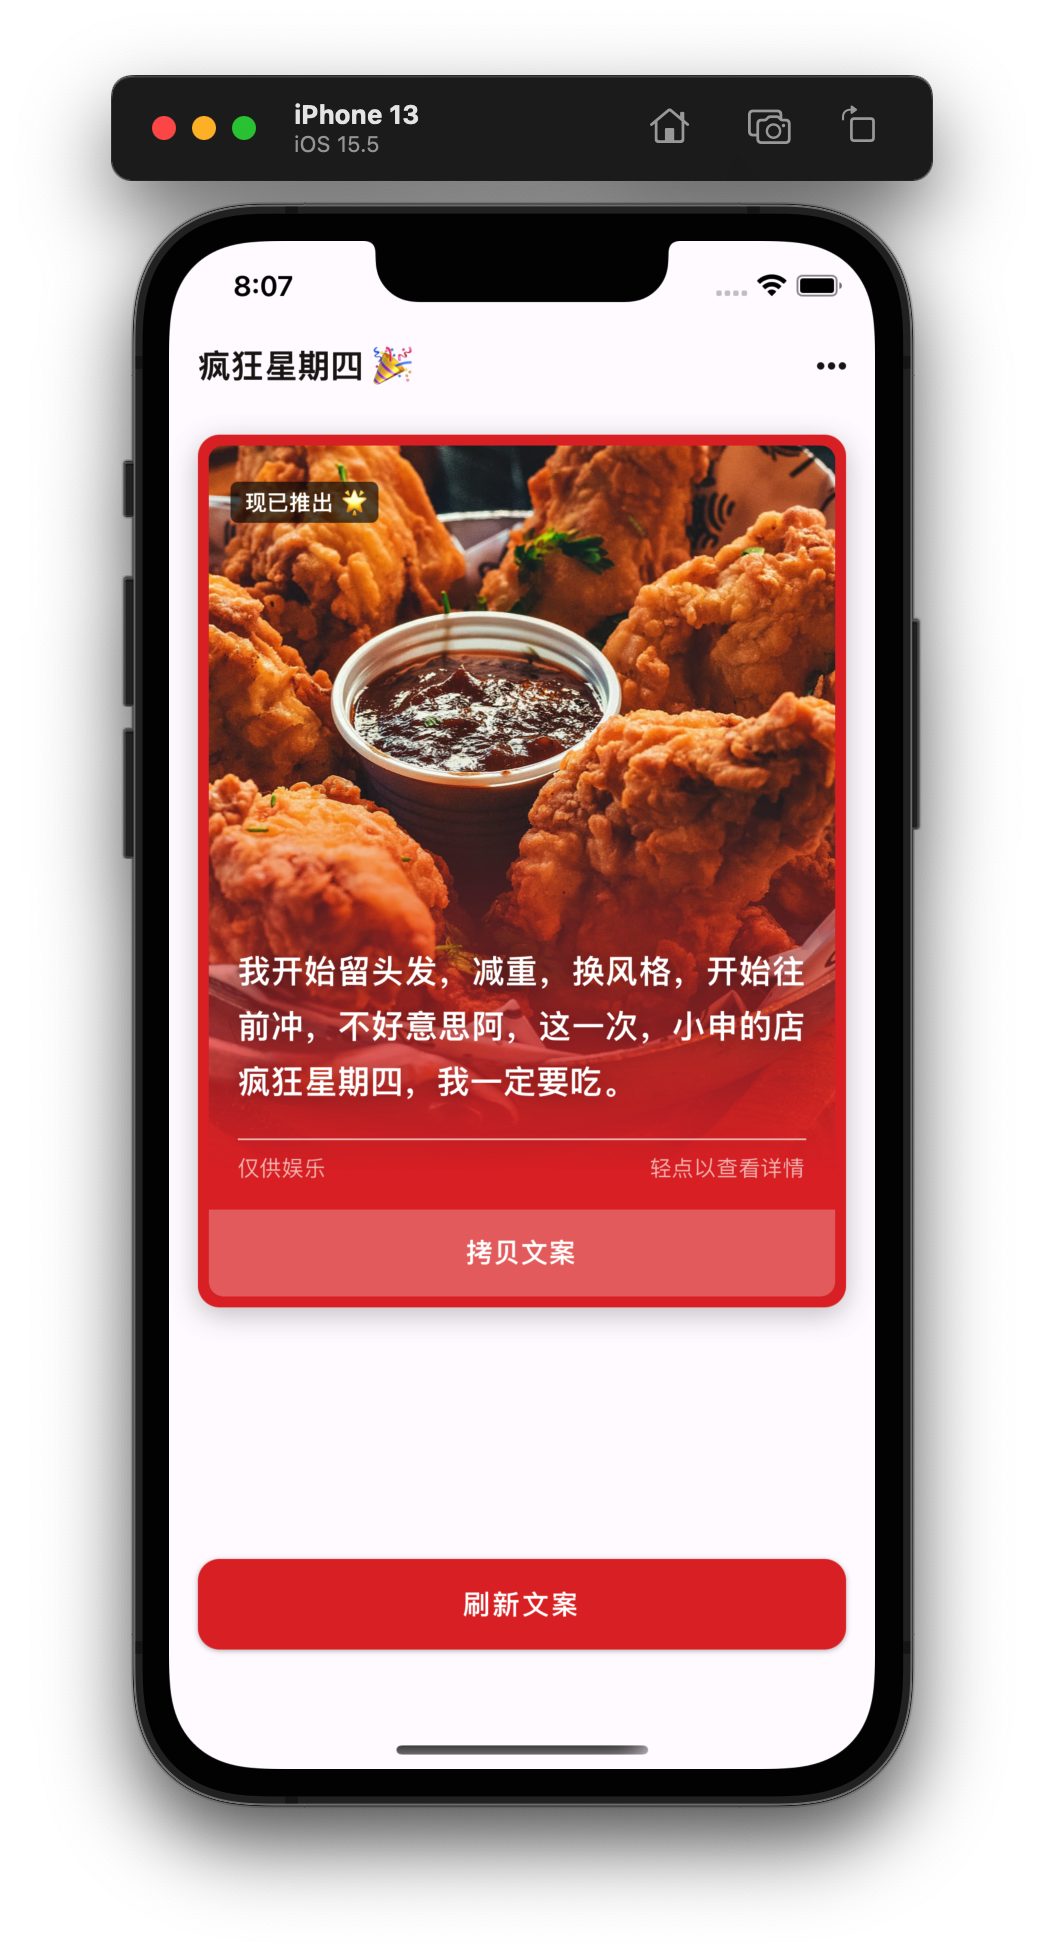 iPhone 13
iOS 15.5
8:07
疯狂星期四 🎉
现已推出 🌟
我开始留头发，减重，换风格，开始往
前冲，不好意思阿，这一次，小申的店
疯狂星期四，我一定要吃。
仅供娱乐
轻点以查看详情
拷贝文案
刷新文案